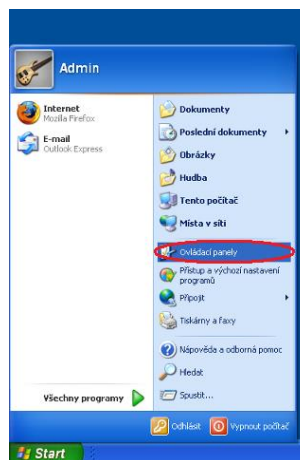 Admin
Internet
Mozilla Firefox
E-mail
Outlook Express
Všechny programy
Dokumenty
Poslední dokumenty
Obrázky
Hudba
Tento počítač
Místa v síti
Ovládací panely
Přístup a výchozí nastavení
programů
Připojit
Tiskárny a faxy
Nápověda a odborná pomoc
Hledat
Spustit...
Odhlásit
Vypnout počítač
Start